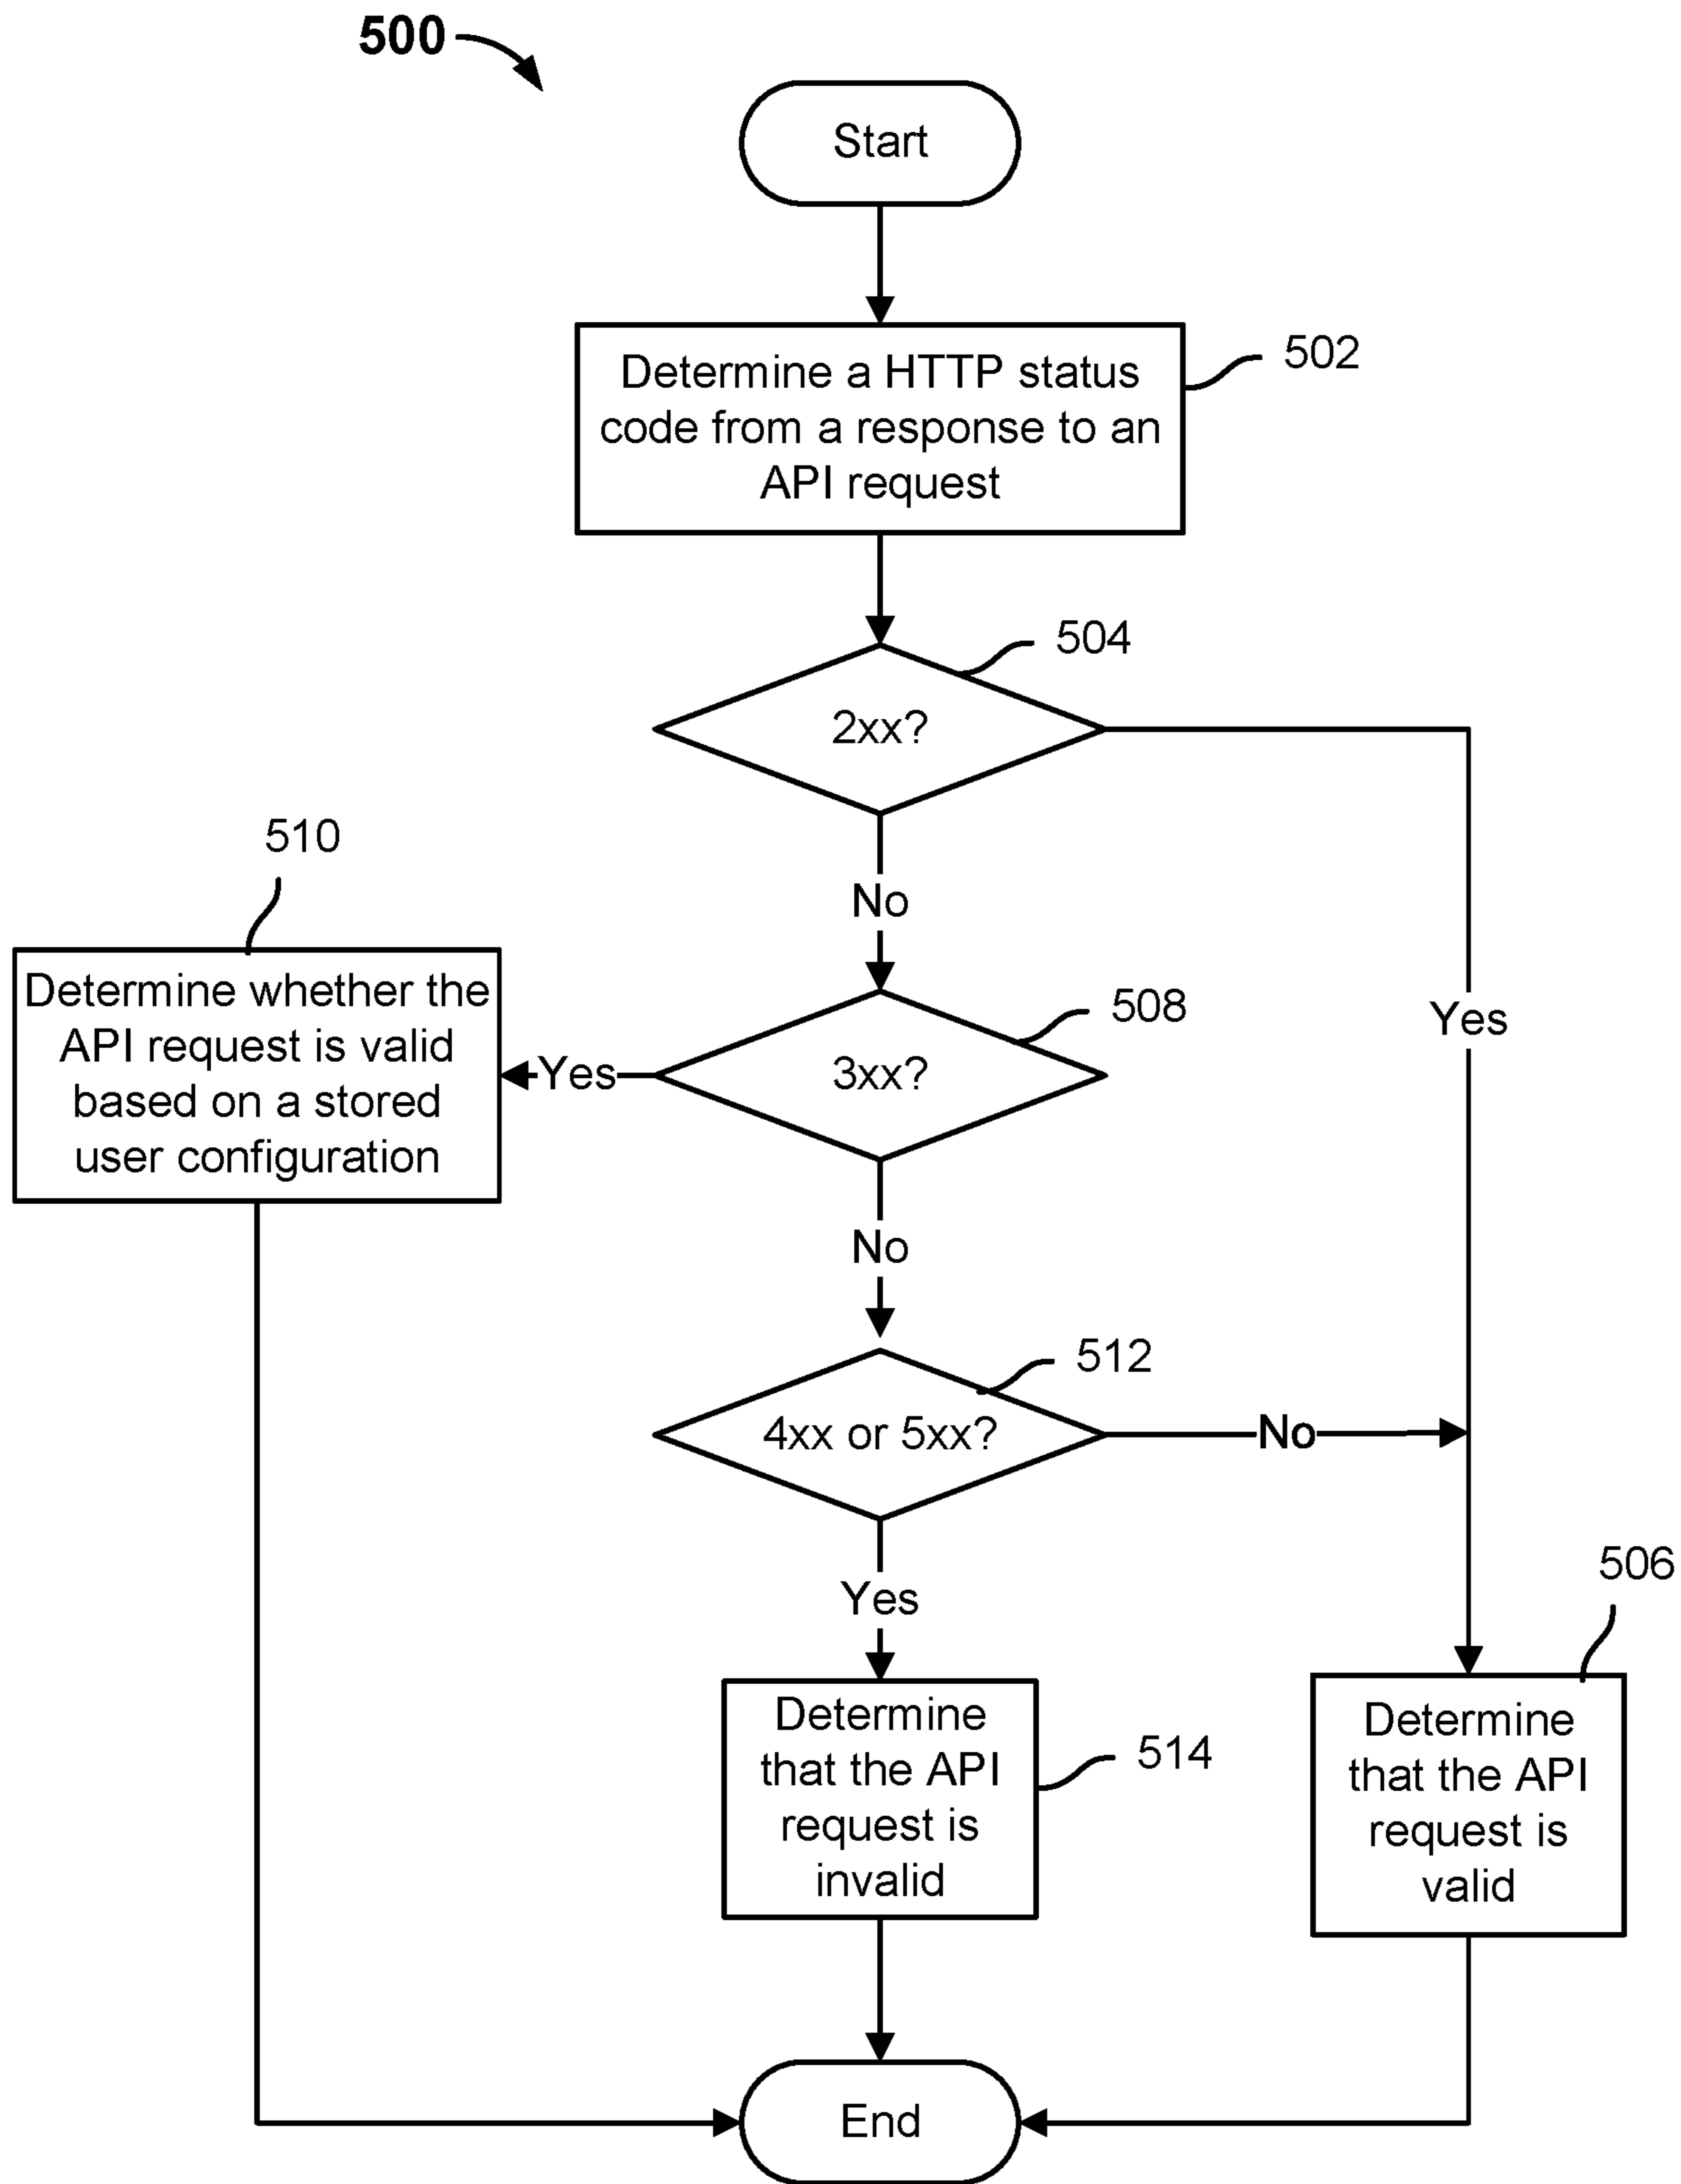 500
Start
Determine a HTTP status
code from a response to an
API request
502
504
2xx?
No
Yes
510
Determine whether the
API request is valid
based on a stored
user configuration
508
3xx?
Yes
No
512
4xx or 5xx?
No
Yes
506
Determine
that the API
request is
invalid
514
Determine
that the API
request is
valid
End